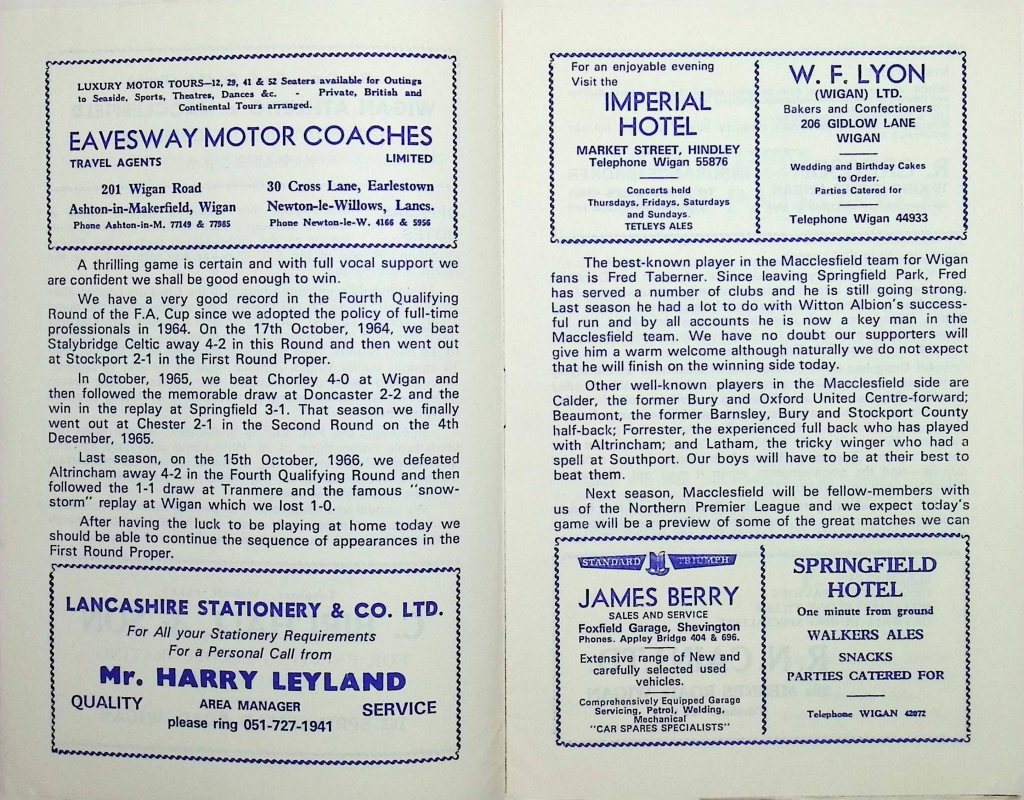 LUXURY MOTOR TOURS—12, 29, 41 & 52 Seaters available for Outings
to Seaside, Sports, Theatres, Dances &c. - Private, British and
Continental Tours arranged.
EAVESWAY MOTOR COACHES
TRAVEL AGENTS LIMITED
201 Wigan Road
Ashton-in-Makerfield, Wigan
Phone Ashton-in-M. 77149 & 77985
30 Cross Lane, Earlestown
Newton-le-Willows, Lancs.
Phone Newton-le-W. 4166 & 5956
A thrilling game is certain and with full vocal support we
are confident we shall be good enough to win.
We have a very good record in the Fourth Qualifying
Round of the F.A. Cup since we adopted the policy of full-time
professionals in 1964. On the 17th October, 1964, we beat
Stalybridge Celtic away 4-2 in this Round and then went out
at Stockport 2-1 in the First Round Proper.
In October, 1965, we beat Chorley 4-0 at Wigan and
then followed the memorable draw at Doncaster 2-2 and the
win in the replay at Springfield 3-1. That season we finally
went out at Chester 2-1 in the Second Round on the 4th
December, 1965.
Last season, on the 15th October, 1966, we defeated
Altrincham away 4-2 in the Fourth Qualifying Round and then
followed the 1-1 draw at Tranmere and the famous "snow-
storm" replay at Wigan which we lost 1-0.
After having the luck to be playing at home today we
should be able to continue the sequence of appearances in the
First Round Proper.
LANCASHIRE STATIONERY & CO. LTD.
For All your Stationery Requirements
For a Personal Call from
Mr. HARRY LEYLAND
QUALITY AREA MANAGER SERVICE
please ring 051-727-1941
For an enjoyable evening
Visit the
IMPERIAL
HOTEL
MARKET STREET, HINDLEY
Telephone Wigan 55876
Concerts held
Thursdays, Fridays, Saturdays
and Sundays.
TETLEYS ALES
W. F. LYON
(WIGAN) LTD.
Bakers and Confectioners
206 GIDLOW LANE
WIGAN
Wedding and Birthday Cakes
to Order.
Parties Catered for
Telephone Wigan 44933
The best-known player in the Macclesfield team for Wigan
fans is Fred Taberner. Since leaving Springfield Park, Fred
has served a number of clubs and he is still going strong.
Last season he had a lot to do with Witton Albion's success-
ful run and by all accounts he is now a key man in the
Macclesfield team. We have no doubt our supporters will
give him a warm welcome although naturally we do not expect
that he will finish on the winning side today.
Other well-known players in the Macclesfield side are
Calder, the former Bury and Oxford United Centre-forward;
Beaumont, the former Barnsley, Bury and Stockport County
half-back; Forrester, the experienced full back who has played
with Altrincham; and Latham, the tricky winger who had a
spell at Southport. Our boys will have to be at their best to
beat them.
Next season, Macclesfield will be fellow-members with
us of the Northern Premier League and we expect today's
game will be a preview of some of the great matches we can
STANDARD TRIUMPH
JAMES BERRY
SALES AND SERVICE
Foxfield Garage, Shevington
Phones. Appley Bridge 404 & 696.
Extensive range of New and
carefully selected used
vehicles.
Comprehensively Equipped Garage
Servicing, Petrol, Welding,
Mechanical
"CAR SPARES SPECIALISTS"
SPRINGFIELD
HOTEL
One minute from ground
WALKERS ALES
SNACKS
PARTIES CATERED FOR
Telephone WIGAN 42072